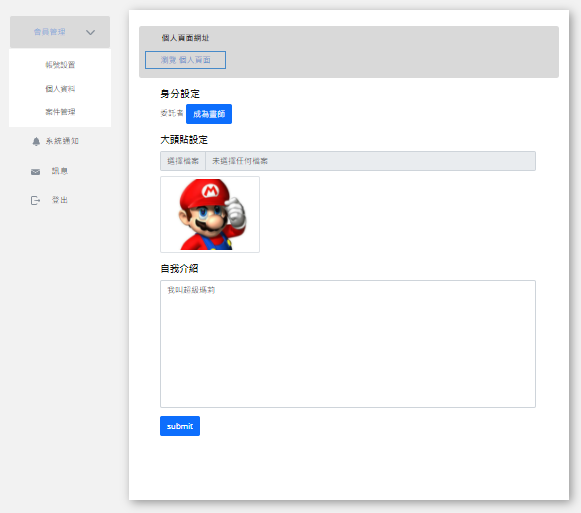 會員管理
帳號設置
個人資料
案件管理
系統通知
訊息
登出
個人頁面網址
瀏覽 個人頁面
身分設定
委託者 成為畫師
大頭貼設定
選擇檔案 未選擇任何檔案
M
自我介紹
我叫超級瑪莉
submit